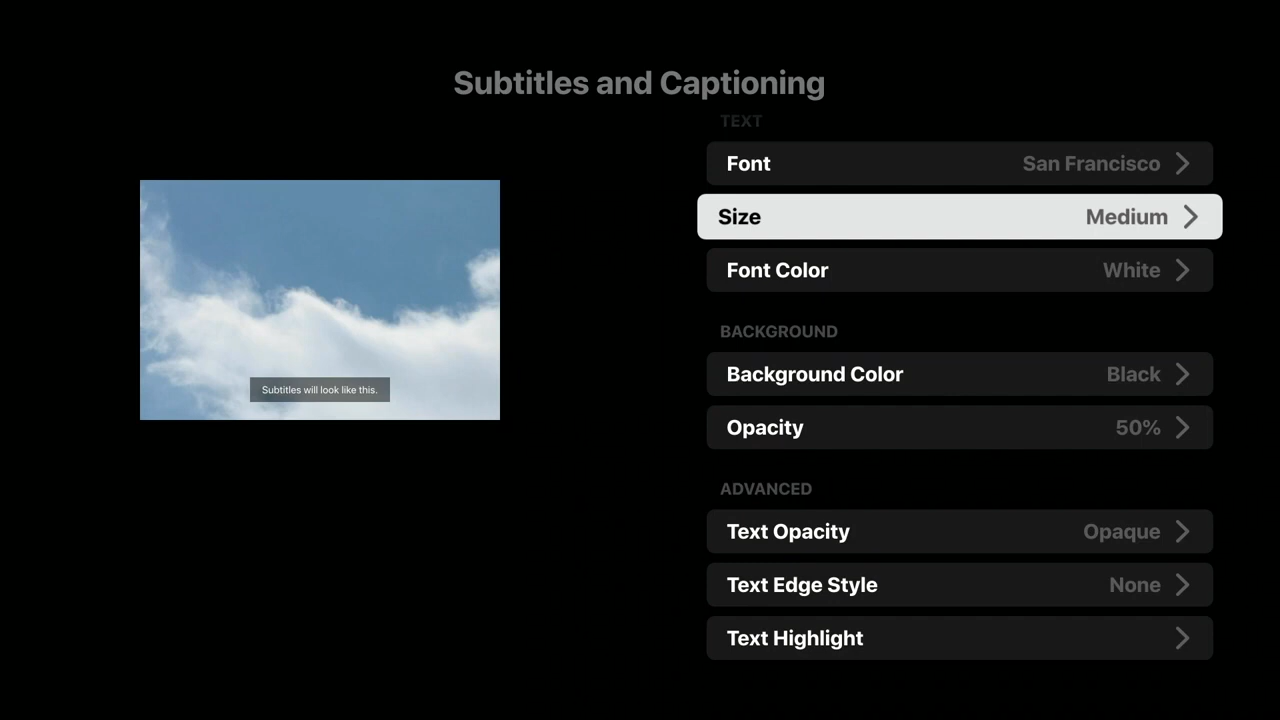 Subtitles and Captioning
TEXT
Font San Francisco
Size Medium
Font Color White
BACKGROUND
Background Color Black
Opacity 50%
ADVANCED
Text Opacity Opaque
Text Edge Style None
Text Highlight
Subtitles will look like this.